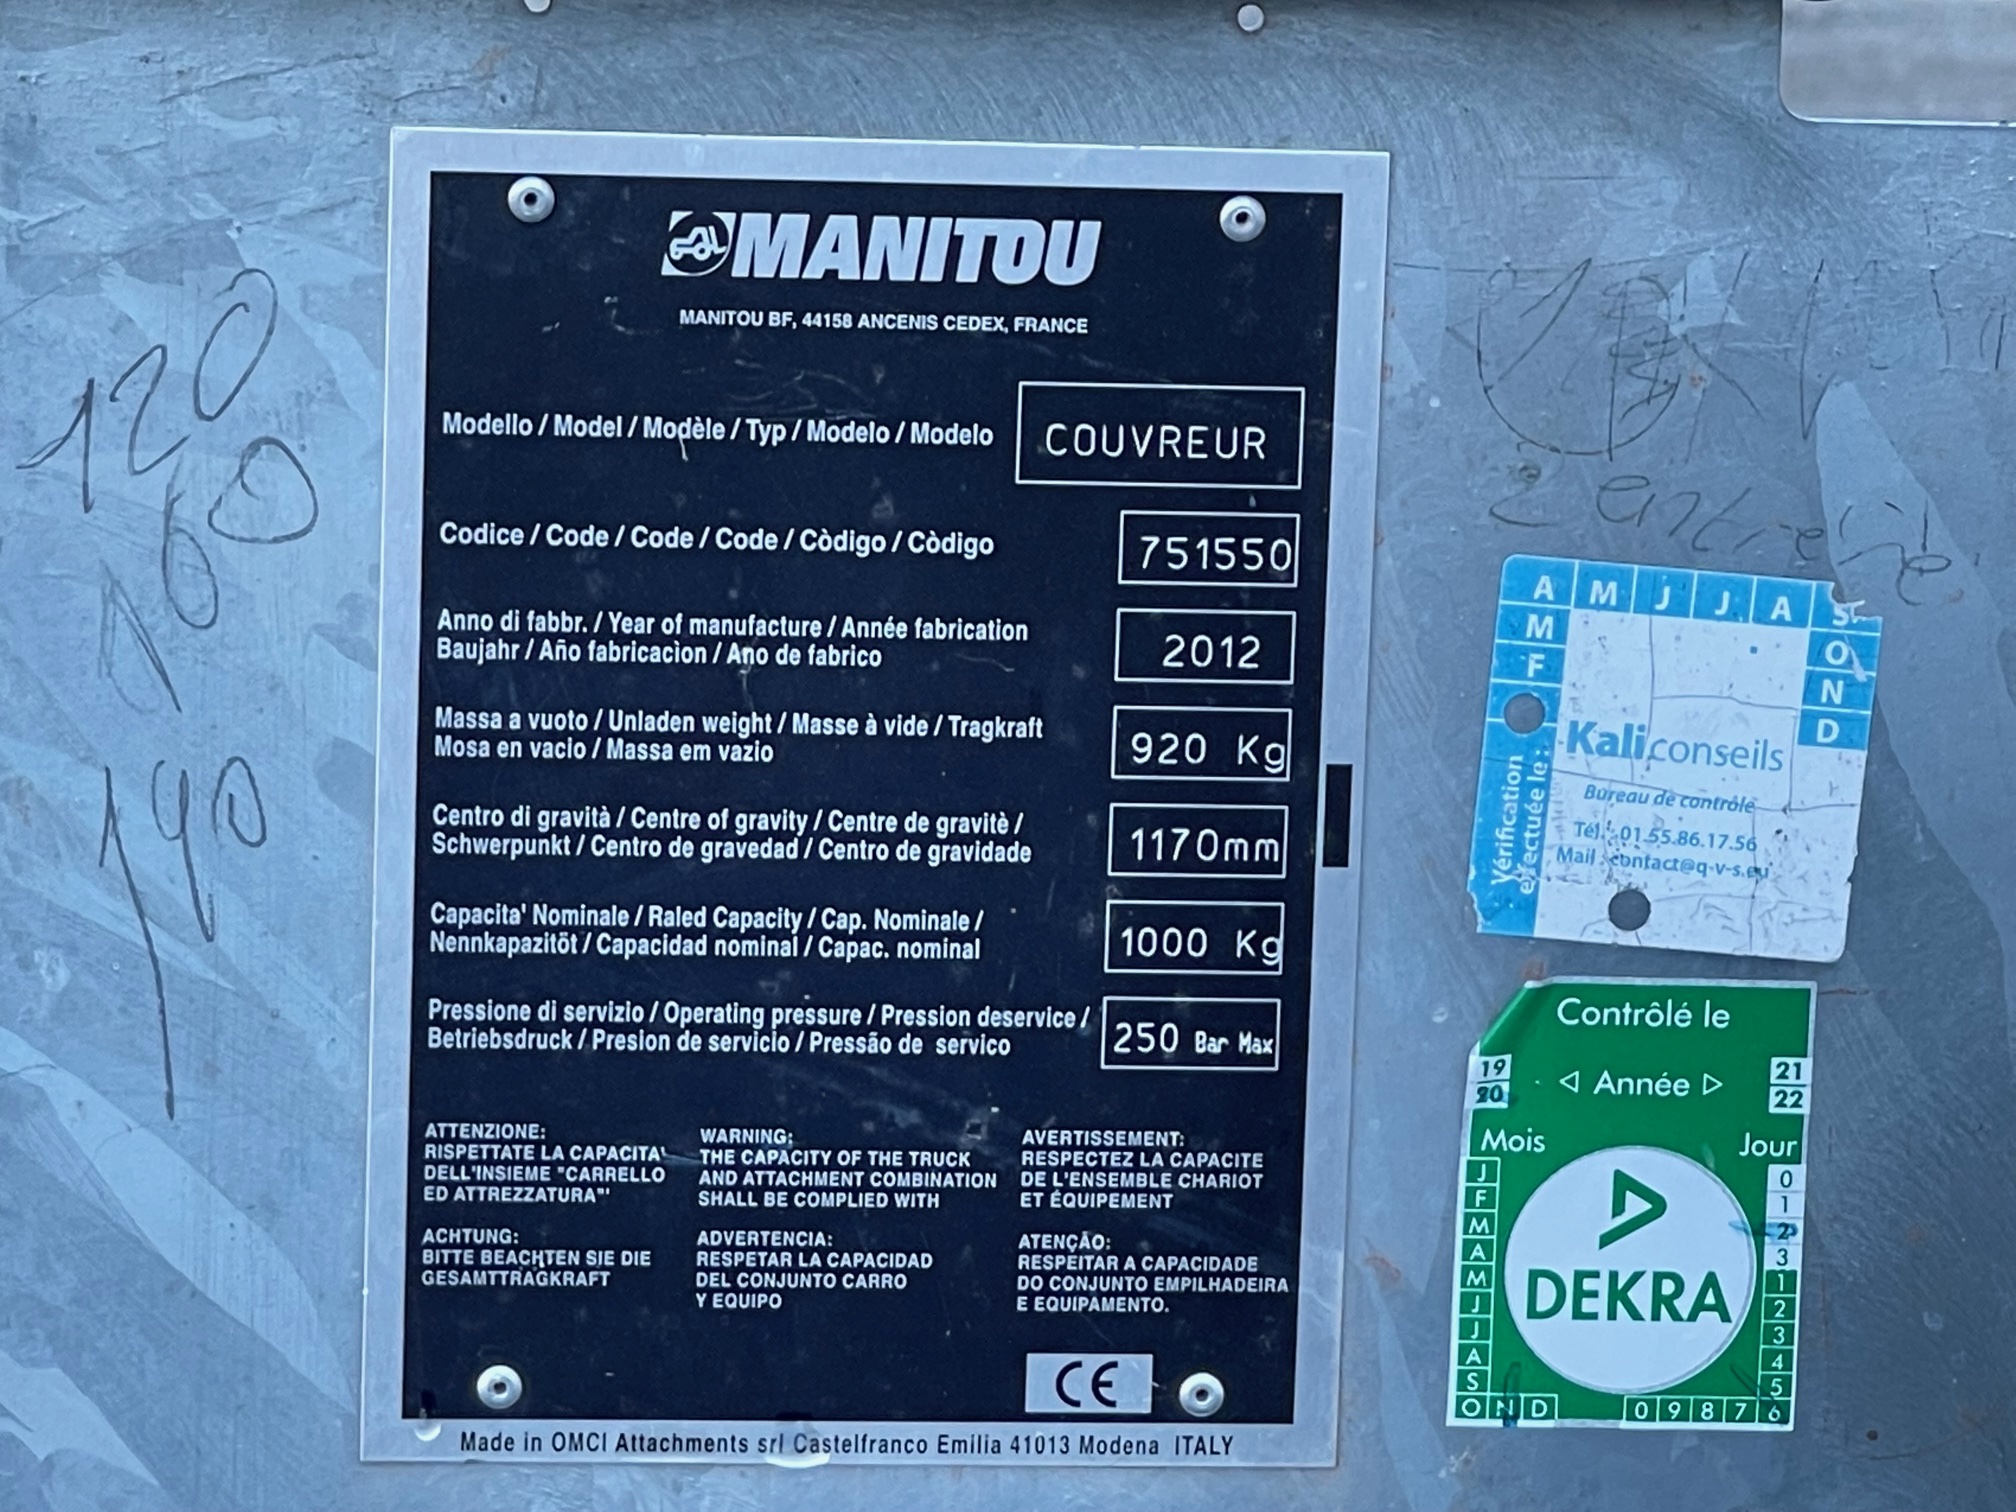 MANITOU
MANITOU BF, 44158 ANCENIS CEDEX, FRANCE
Modello / Model / Modèle / Typ / Modelo / Modelo
COUVREUR
Codice / Code / Code / Code / Còdigo / Còdigo
751550
Anno di fabbr. / Year of manufacture / Année fabrication
Baujahr / Año fabricacìon / Ano de fabrico
2012
Massa a vuoto / Unladen weight / Masse à vide / Tragkraft
Mosa en vacio / Massa em vazio
920 Kg
Centro di gravità / Centre of gravity / Centre de gravitè /
Schwerpunkt / Centro de gravedad / Centro de gravidade
1170mm
Capacita' Nominale / Raled Capacity / Cap. Nominale /
Nennkapazitöt / Capacidad nominal / Capac. nominal
1000 Kg
Pressione di servizio / Operating pressure / Pression deservice /
Betriebsdruck / Presion de servicio / Pressão de servico
250 Bar Max
ATTENZIONE:
RISPETTATE LA CAPACITA'
DELL'INSIEME "CARRELLO
ED ATTREZZATURA"'
WARNING:
THE CAPACITY OF THE TRUCK
AND ATTACHMENT COMBINATION
SHALL BE COMPLIED WITH
AVERTISSEMENT:
RESPECTEZ LA CAPACITE
DE L'ENSEMBLE CHARIOT
ET ÉQUIPEMENT
ACHTUNG:
BITTE BEACHTEN SIE DIE
GESAMTTRAGKRAFT
ADVERTENCIA:
RESPETAR LA CAPACIDAD
DEL CONJUNTO CARRO
Y EQUIPO
ATENÇÃO:
RESPEITAR A CAPACIDADE
DO CONJUNTO EMPILHADEIRA
E EQUIPAMENTO.
CE
Made in OMCI Attachments srl Castelfranco Emilia 41013 Modena ITALY
120
160
140
A M J J A S
M O
F N
D
Kali conseils
Bureau de contrôle
Tél.: 01.55.86.17.56
Mail : contact@q-v-s.eu
Vérification
effectuée le :
Contrôlé le
19 21
◁ Année ▷
20 22
Mois Jour
J 0
F 1
M 2
A 3
M 1
J 2
J 3
A 4
S 5
O N D 0 9 8 7 6
DEKRA